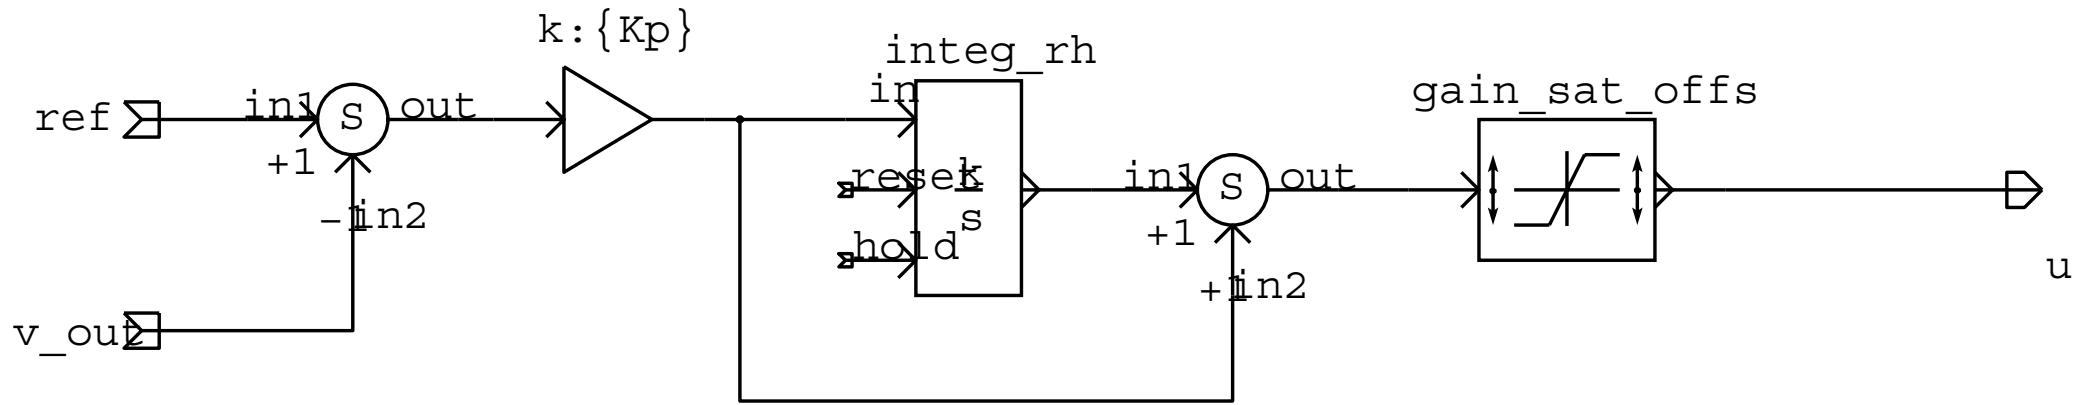 k:{Kp}
integ_rh
in
gain_sat_offs
ref
in1
S
out
+1
reset
k
s
in1
S
out
-1
in2
+1
hold
+1
in2
u
v_out